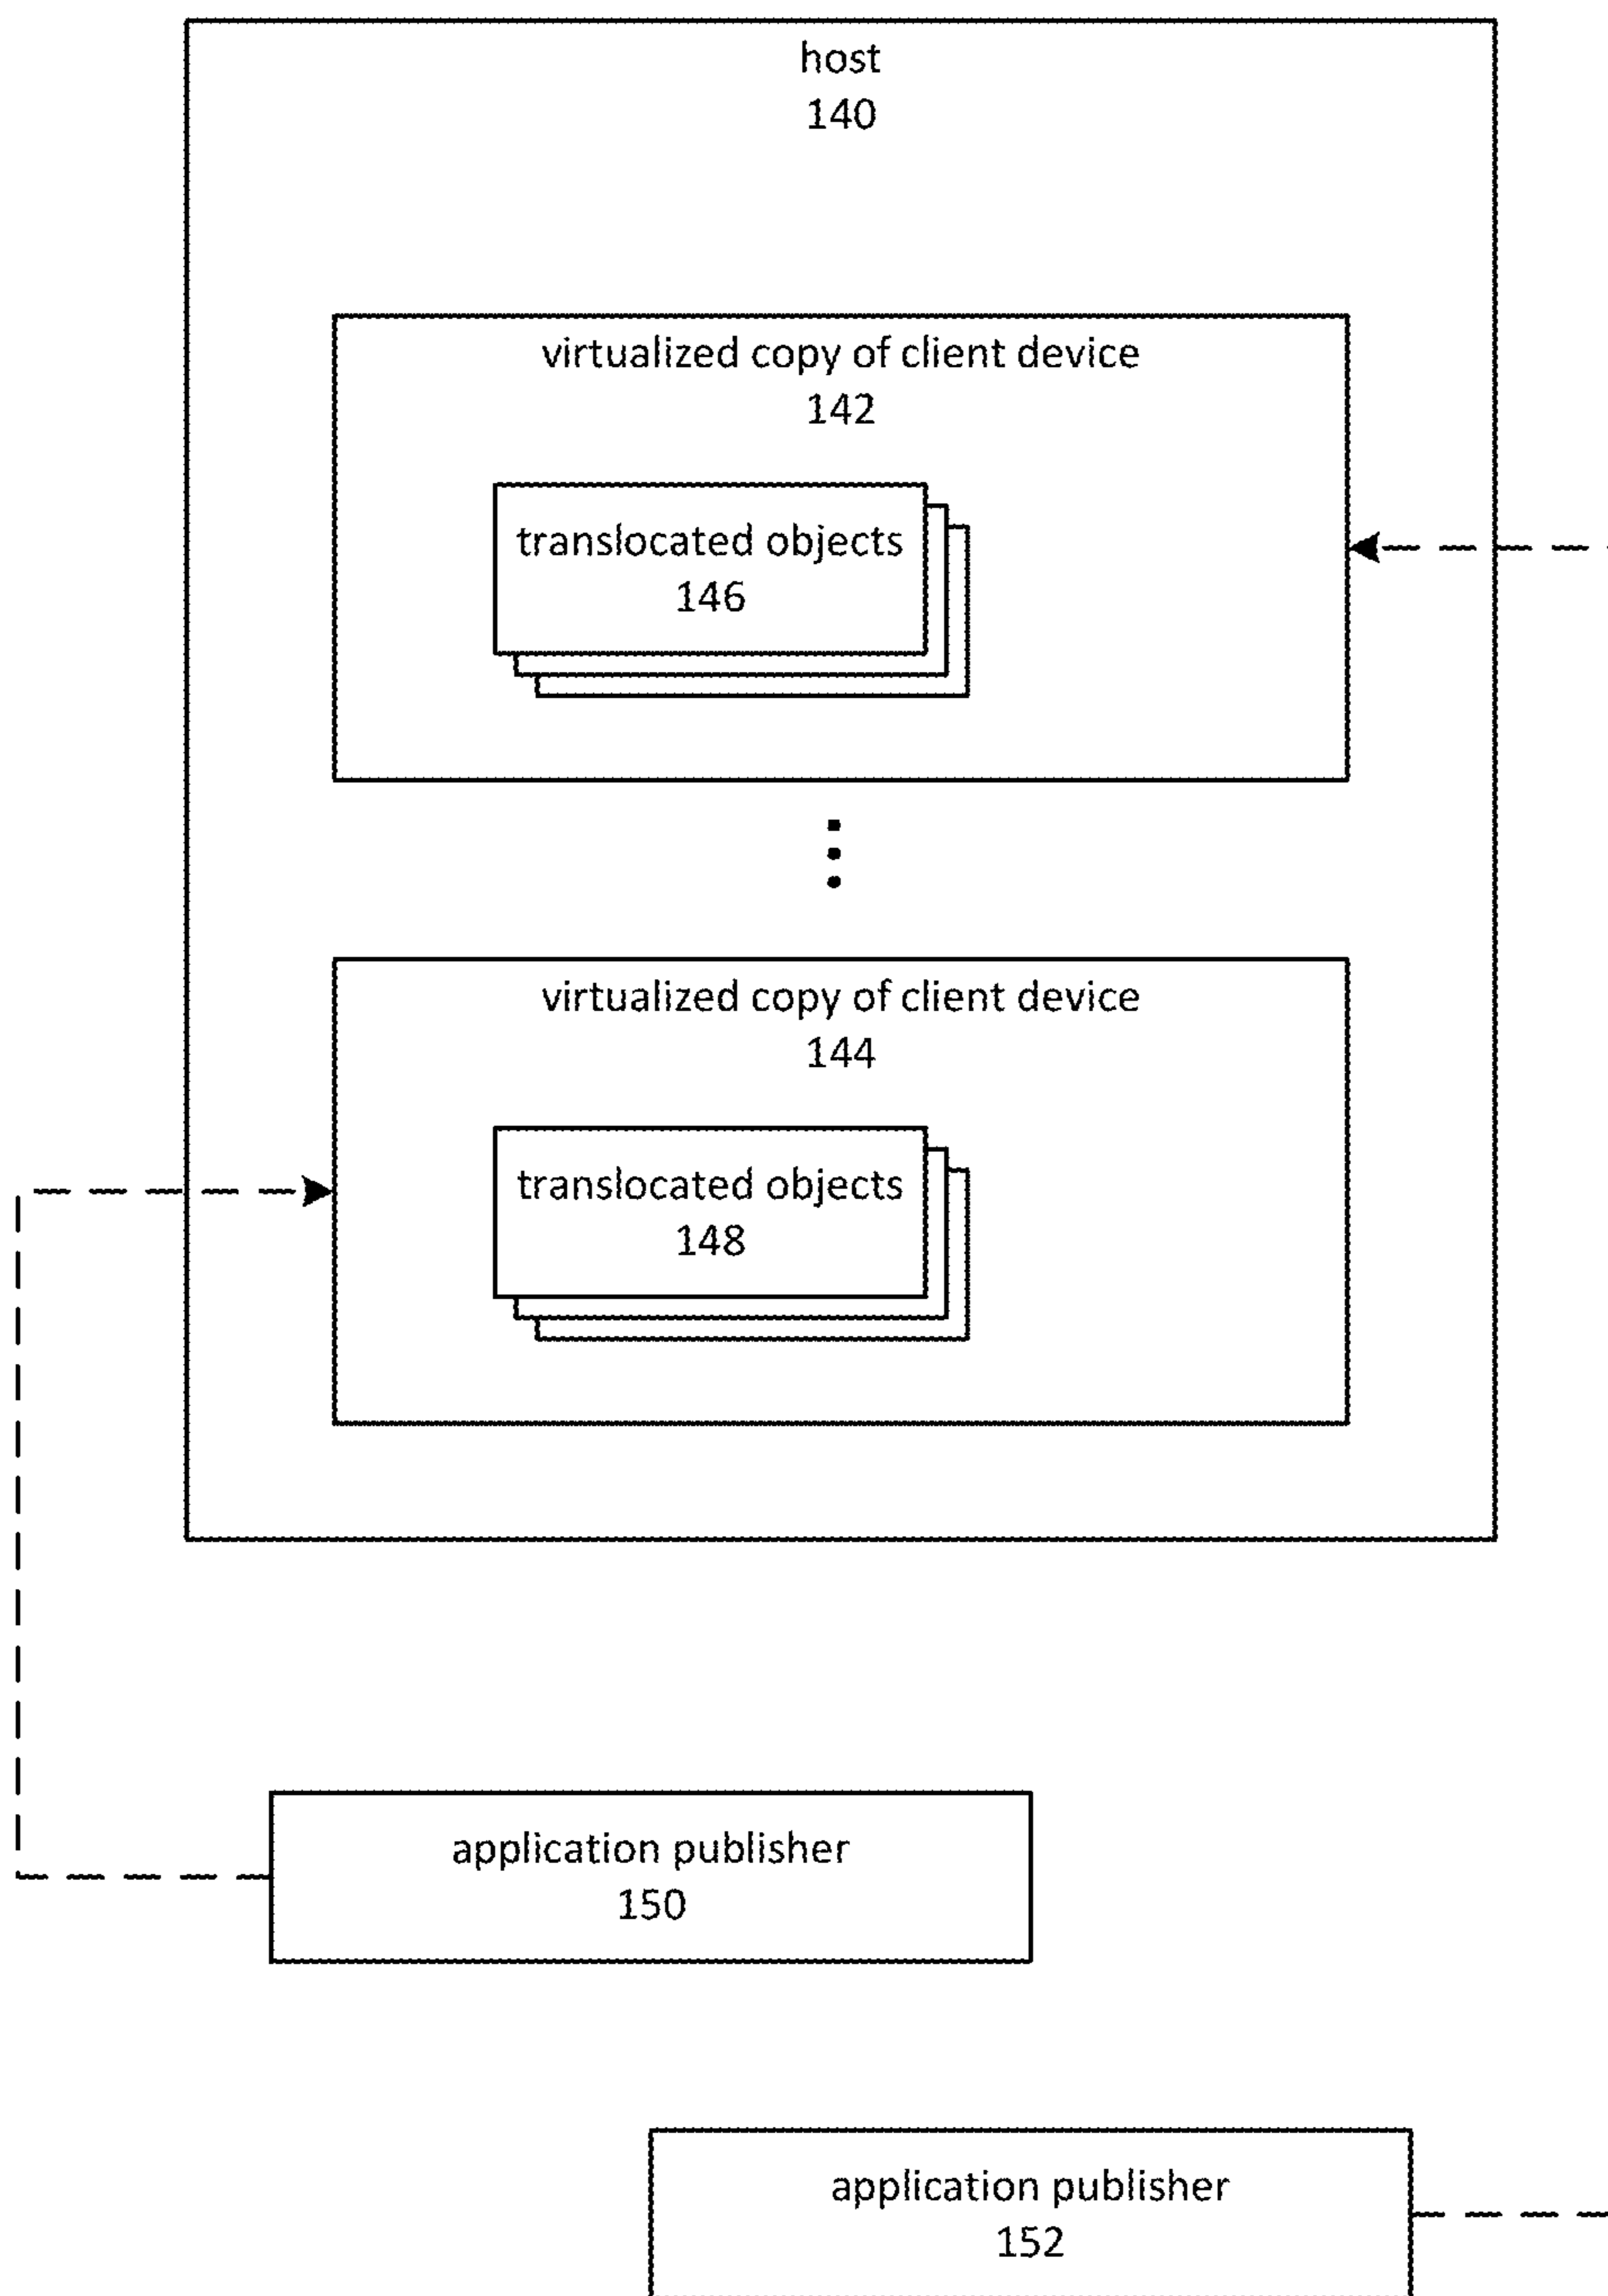 host
140
virtualized copy of client device
142
translocated objects
146
virtualized copy of client device
144
translocated objects
148
application publisher
150
application publisher
152